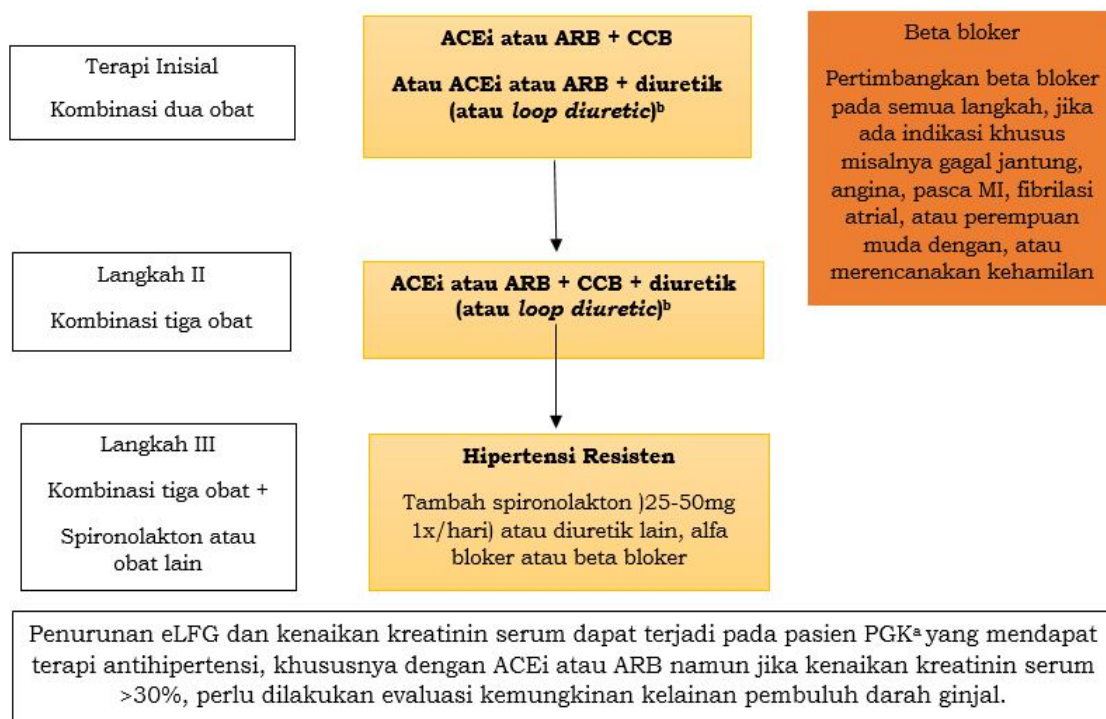 Terapi Inisial
Kombinasi dua obat
ACEi atau ARB + CCB
Atau ACEi atau ARB + diuretik
(atau loop diuretic)ᵇ
Beta bloker
Pertimbangkan beta bloker
pada semua langkah, jika
ada indikasi khusus
misalnya gagal jantung,
angina, pasca MI, fibrilasi
atrial, atau perempuan
muda dengan, atau
merencanakan kehamilan
Langkah II
Kombinasi tiga obat
ACEi atau ARB + CCB + diuretik
(atau loop diuretic)ᵇ
Langkah III
Kombinasi tiga obat +
Spironolakton atau
obat lain
Hipertensi Resisten
Tambah spironolakton )25-50mg
1x/hari) atau diuretik lain, alfa
bloker atau beta bloker
Penurunan eLFG dan kenaikan kreatinin serum dapat terjadi pada pasien PGKᵃ yang mendapat
terapi antihipertensi, khususnya dengan ACEi atau ARB namun jika kenaikan kreatinin serum
>30%, perlu dilakukan evaluasi kemungkinan kelainan pembuluh darah ginjal.